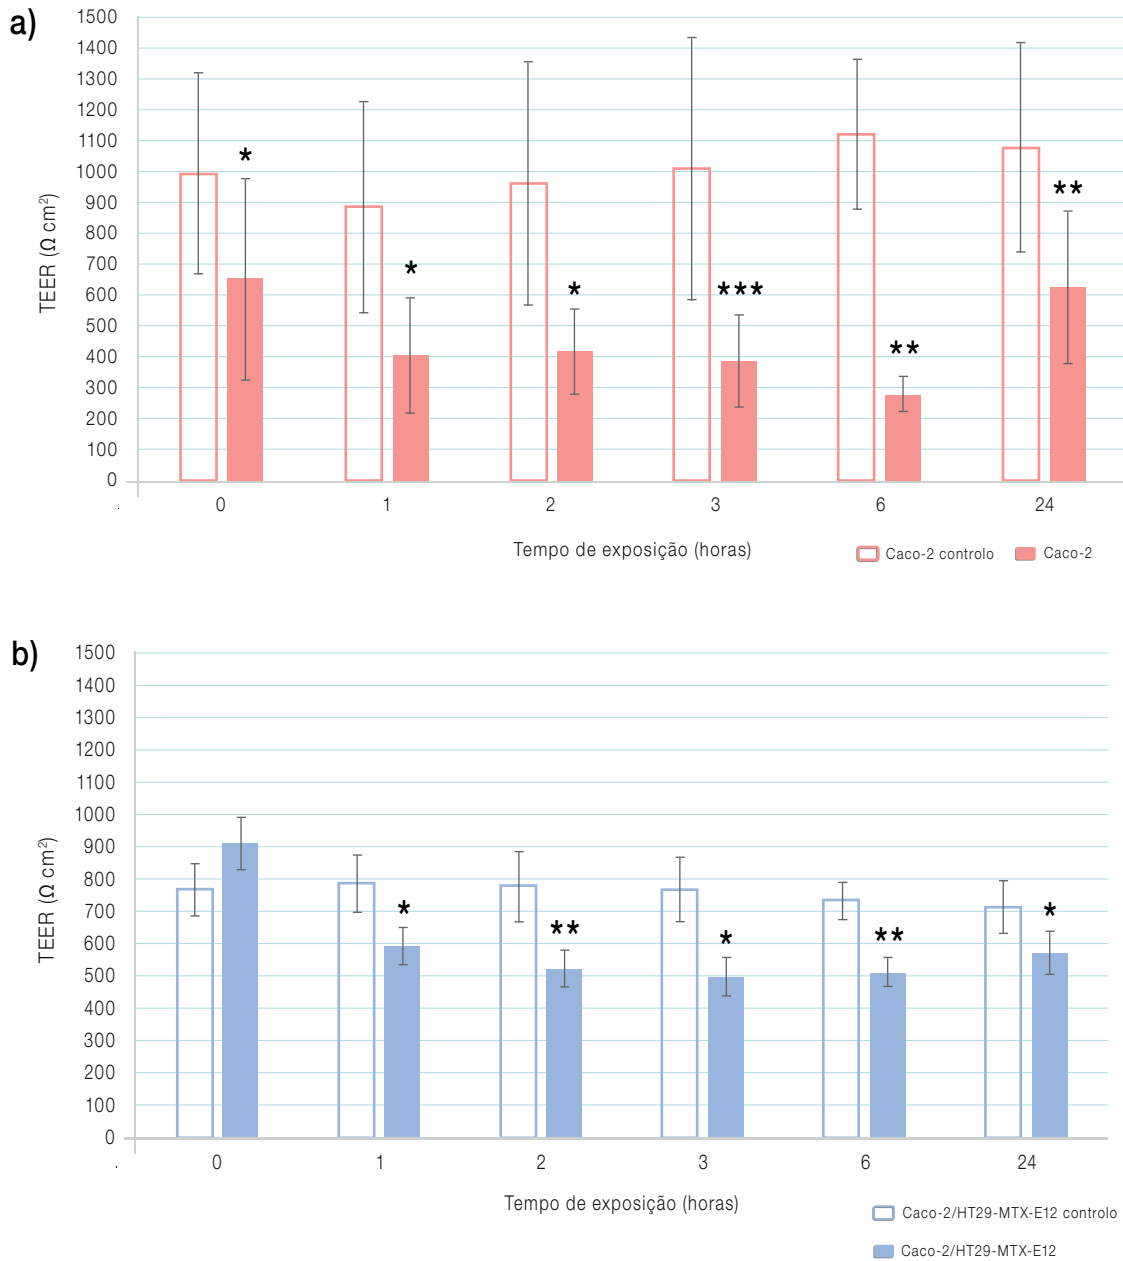 a)
1500
1400
1300
1200
1100
1000
900
800
700
600
500
400
300
200
100
0
TEER (Ω cm²)
* * * *** ** **
0 1 2 3 6 24
Tempo de exposição (horas)
Caco-2 controlo Caco-2
b)
1500
1400
1300
1200
1100
1000
900
800
700
600
500
400
300
200
100
0
TEER (Ω cm²)
* ** * ** *
0 1 2 3 6 24
Tempo de exposição (horas)
Caco-2/HT29-MTX-E12 controlo
Caco-2/HT29-MTX-E12